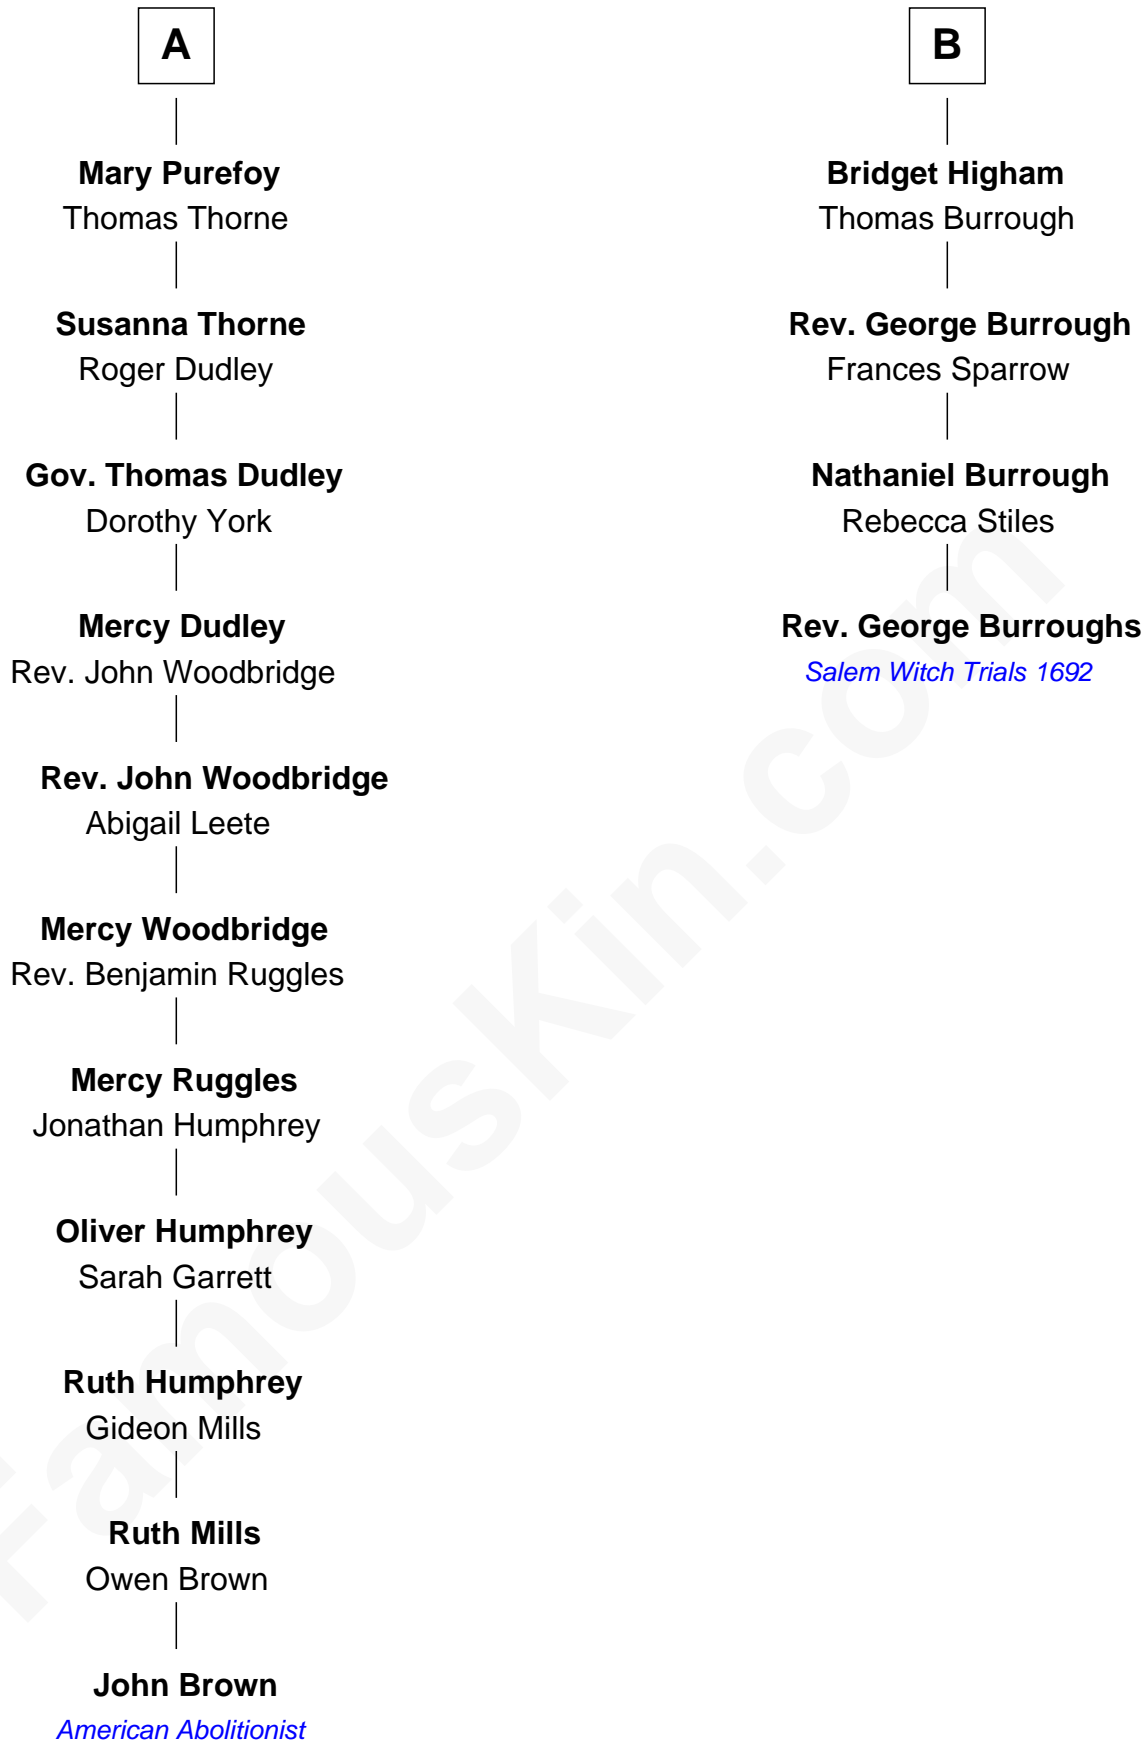 A
Mary Purefoy
Thomas Thorne
Susanna Thorne
Roger Dudley
Gov. Thomas Dudley
Dorothy York
Mercy Dudley
Rev. John Woodbridge
Rev. John Woodbridge
Abigail Leete
Mercy Woodbridge
Rev. Benjamin Ruggles
Mercy Ruggles
Jonathan Humphrey
Oliver Humphrey
Sarah Garrett
Ruth Humphrey
Gideon Mills
Ruth Mills
Owen Brown
John Brown
American Abolitionist
B
Bridget Higham
Thomas Burrough
Rev. George Burrough
Frances Sparrow
Nathaniel Burrough
Rebecca Stiles
Rev. George Burroughs
Salem Witch Trials 1692
FamousKin.com